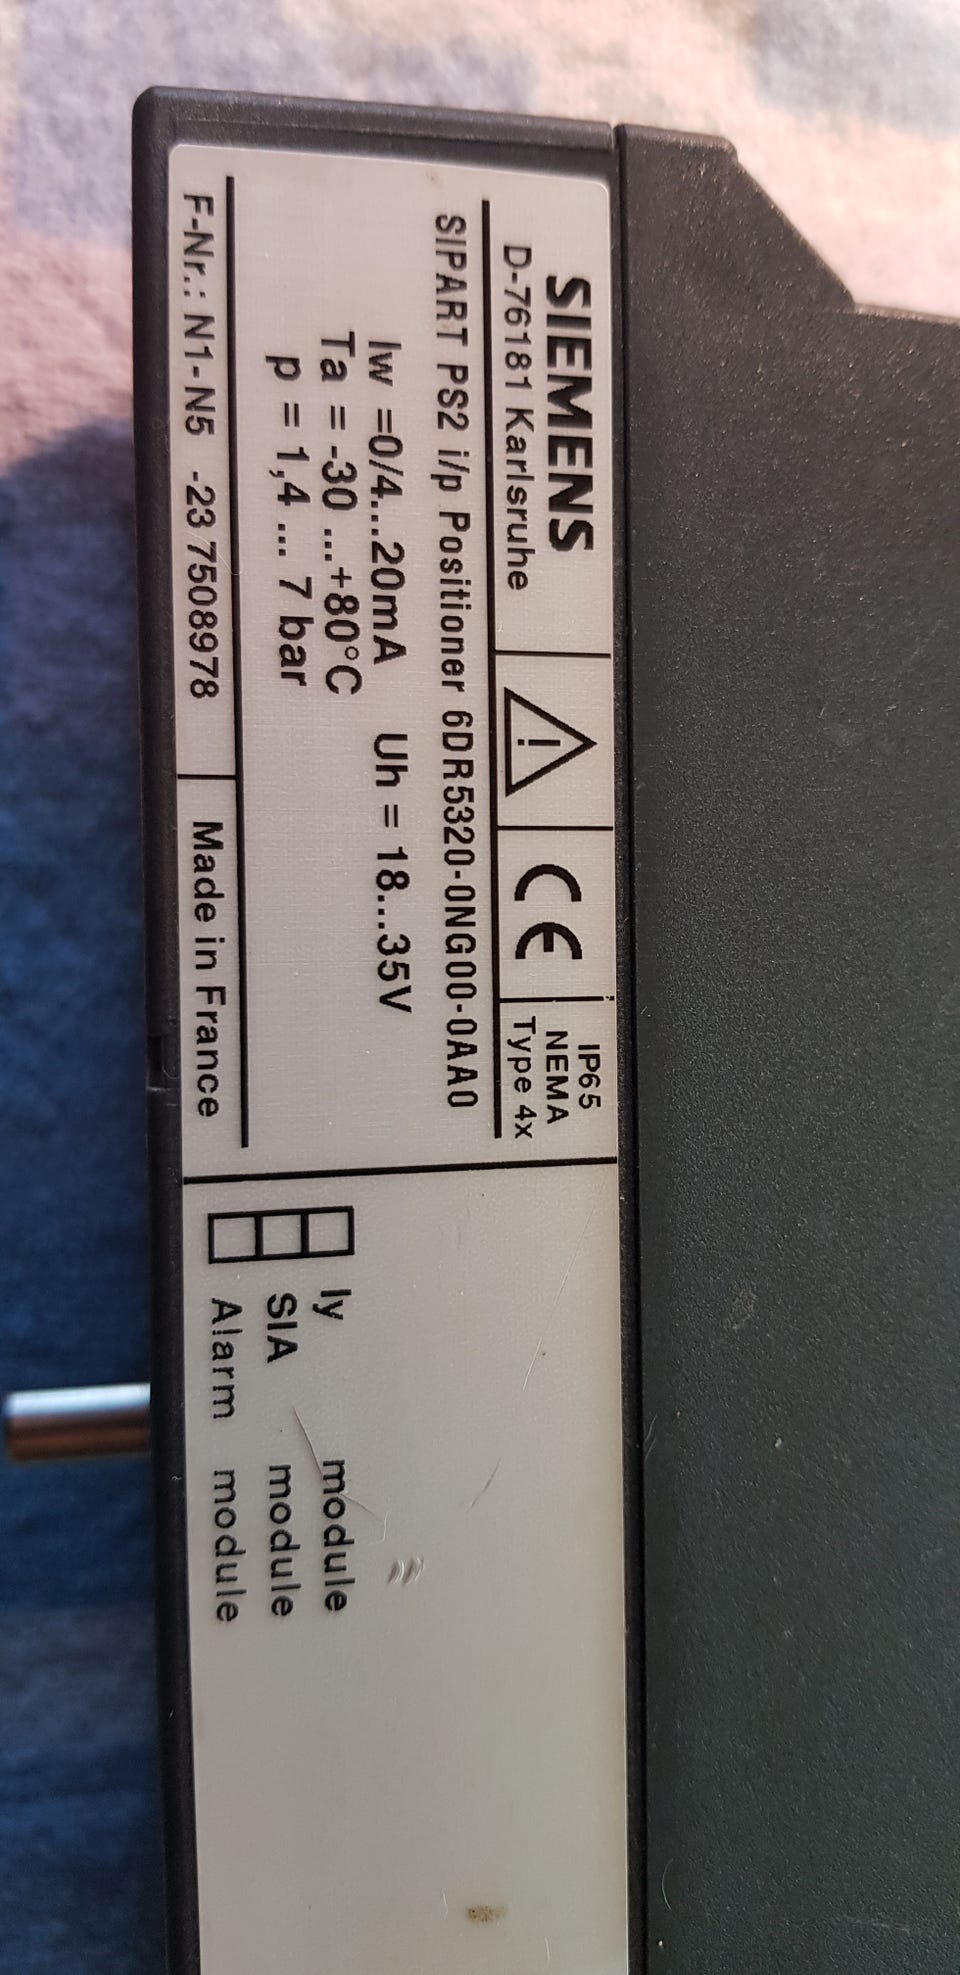 SIEMENS
D-76181 Karlsruhe
CE
IP65
NEMA
Type 4x
SIPART PS2 i/p Positioner 6DR5320-0NG00-0AA0
Iw =0/4...20mA Uh = 18...35V
Ta = -30 ...+80°C
p = 1,4 ... 7 bar
F-Nr.: N1-N5 -23 7508978
Made in France
Iy module
SIA module
Alarm module